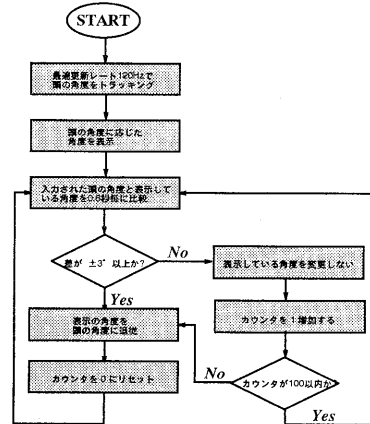 START
最速更新レート120Hzで
頭の角度をトラッキング
頭の角度に応じた
角度を表示
入力された頭の角度と表示して
いる角度を0.6秒毎に比較
差が ±3°以上か?
No
表示している角度を変更しない
Yes
表示の角度を
頭の角度に追従
カウンタを1増加する
カウンタを0にリセット
No
カウンタが100以内か
Yes